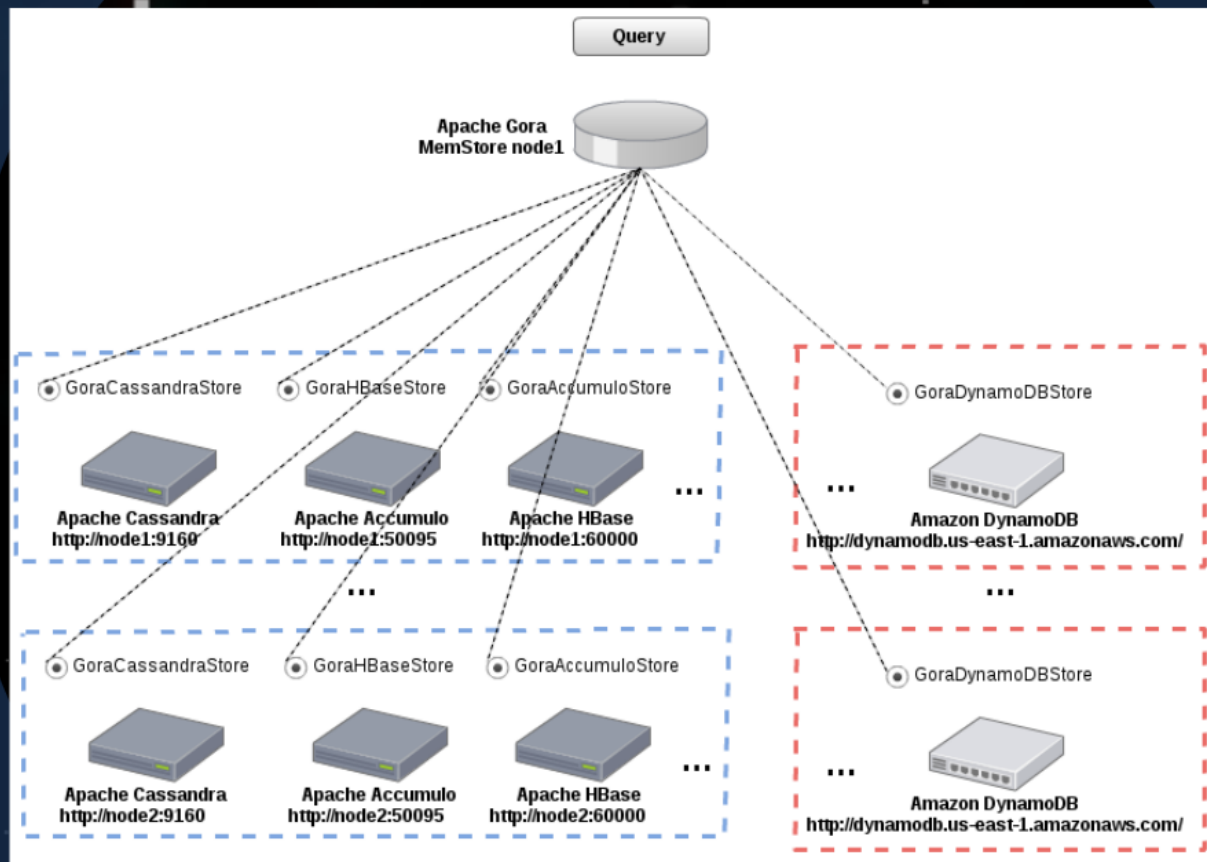 Query
Apache Gora
MemStore node1
GoraCassandraStore
GoraHBaseStore
GoraAccumuloStore
GoraDynamoDBStore
...
...
Apache Cassandra
http://node1:9160
Apache Accumulo
http://node1:50095
Apache HBase
http://node1:60000
Amazon DynamoDB
http://dynamodb.us-east-1.amazonaws.com/
...
...
GoraCassandraStore
GoraHBaseStore
GoraAccumuloStore
GoraDynamoDBStore
...
...
Apache Cassandra
http://node2:9160
Apache Accumulo
http://node2:50095
Apache HBase
http://node2:60000
Amazon DynamoDB
http://dynamodb.us-east-1.amazonaws.com/